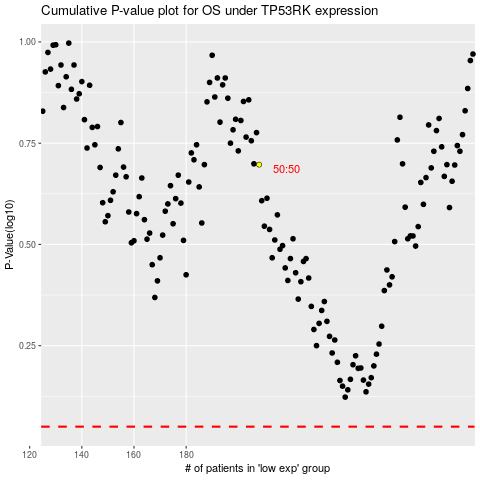 Cumulative P-value plot for OS under TP53RK expression
P-Value(log10)
1.00
0.75
0.50
0.25
50:50
120 140 160 180
# of patients in 'low exp' group